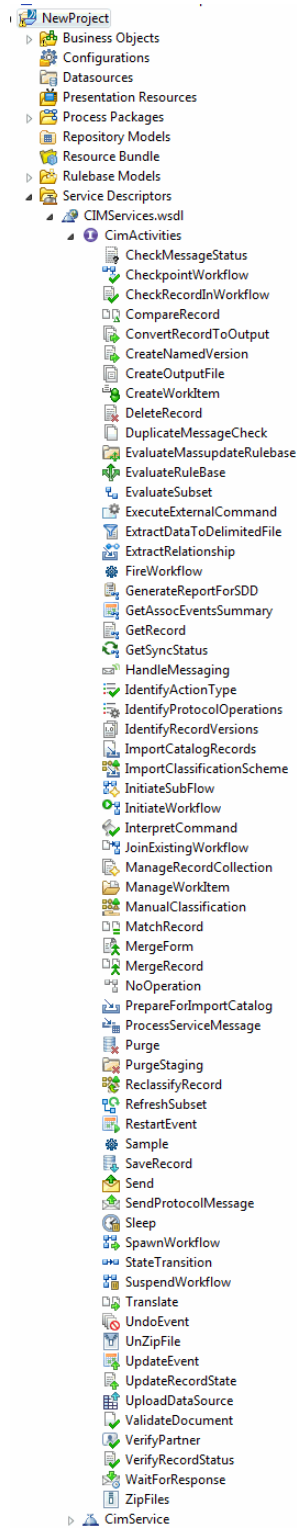 NewProject
Business Objects
Configurations
Datasources
Presentation Resources
Process Packages
Repository Models
Resource Bundle
Rulebase Models
Service Descriptors
CIMServices.wsdl
CimActivities
CheckMessageStatus
CheckpointWorkflow
CheckRecordInWorkflow
CompareRecord
ConvertRecordToOutput
CreateNamedVersion
CreateOutputFile
CreateWorkItem
DeleteRecord
DuplicateMessageCheck
EvaluateMassupdateRulebase
EvaluateRuleBase
EvaluateSubset
ExecuteExternalCommand
ExtractDataToDelimitedFile
ExtractRelationship
FireWorkflow
GenerateReportForSDD
GetAssocEventsSummary
GetRecord
GetSyncStatus
HandleMessaging
IdentifyActionType
IdentifyProtocolOperations
IdentifyRecordVersions
ImportCatalogRecords
ImportClassificationScheme
InitiateSubFlow
InitiateWorkflow
InterpretCommand
JoinExistingWorkflow
ManageRecordCollection
ManageWorkItem
ManualClassification
MatchRecord
MergeForm
MergeRecord
NoOperation
PrepareForImportCatalog
ProcessServiceMessage
Purge
PurgeStaging
ReclassifyRecord
RefreshSubset
RestartEvent
Sample
SaveRecord
Send
SendProtocolMessage
Sleep
SpawnWorkflow
StateTransition
SuspendWorkflow
Translate
UndoEvent
UnZipFile
UpdateEvent
UpdateRecordState
UploadDataSource
ValidateDocument
VerifyPartner
VerifyRecordStatus
WaitForResponse
ZipFiles
CimService